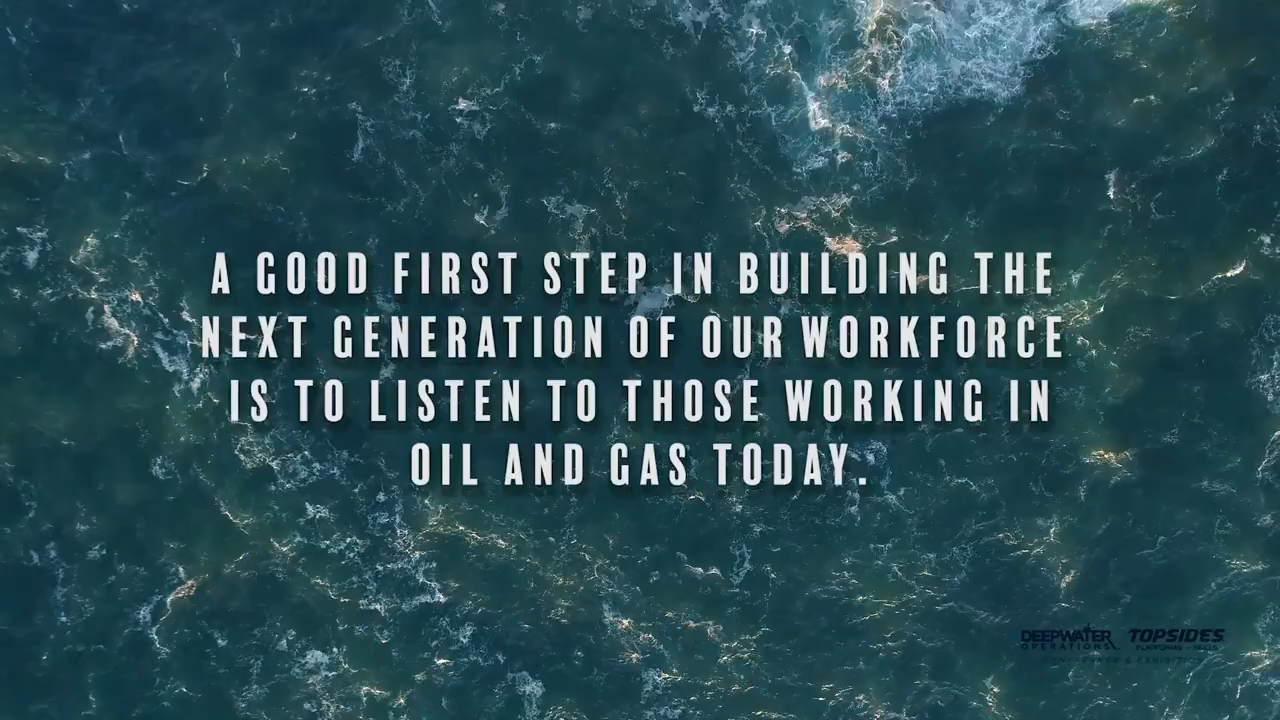 A GOOD FIRST STEP IN BUILDING THE
NEXT GENERATION OF OUR WORKFORCE
IS TO LISTEN TO THOSE WORKING IN
OIL AND GAS TODAY.
DEEPWATER TOPSIDES
OPERATIONS